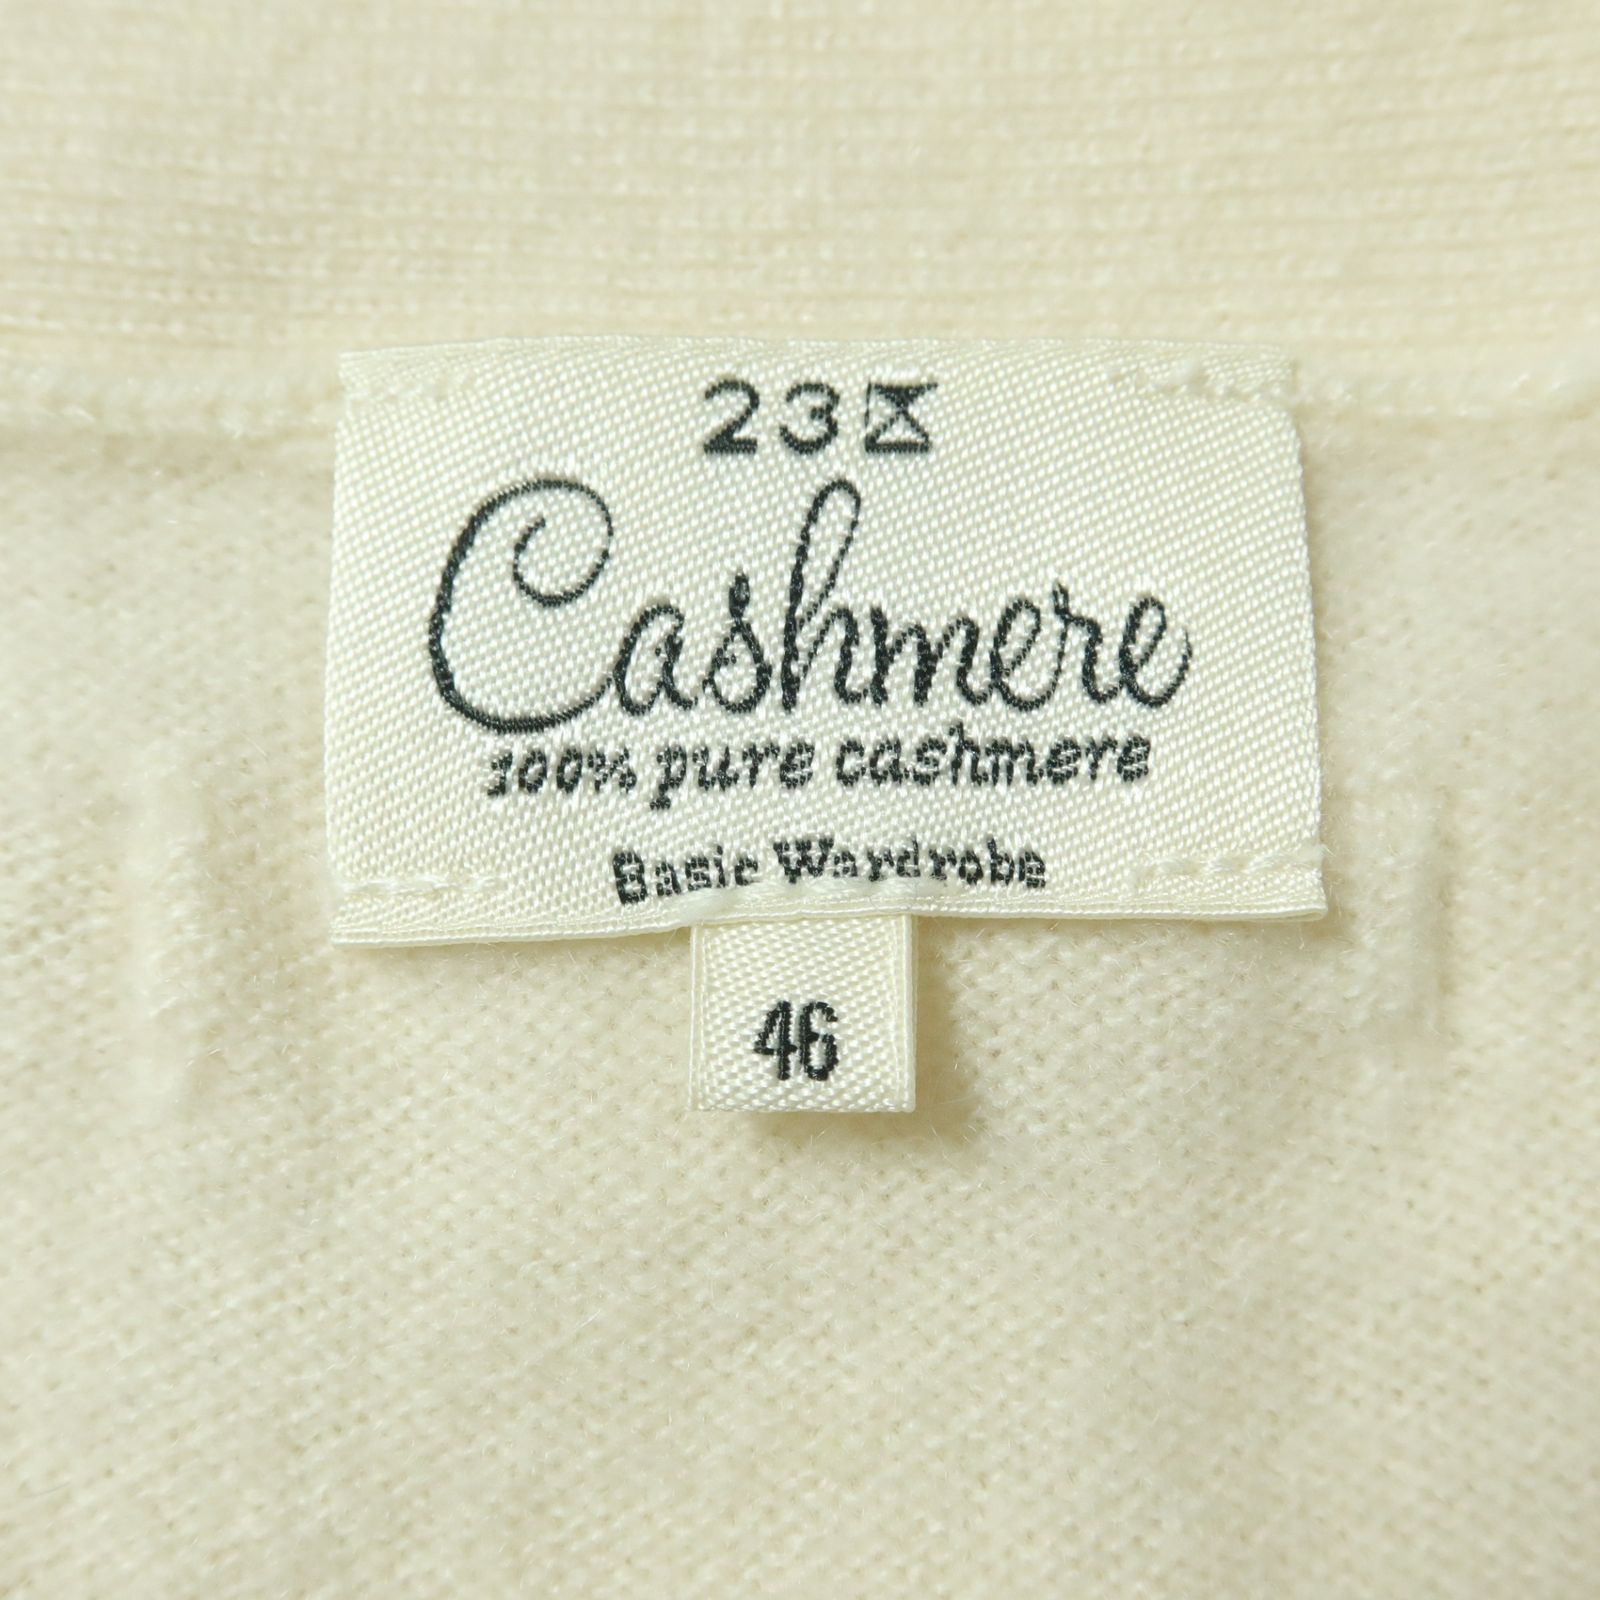 23区
Cashmere
100% pure cashmere
Basic Wardrobe
46